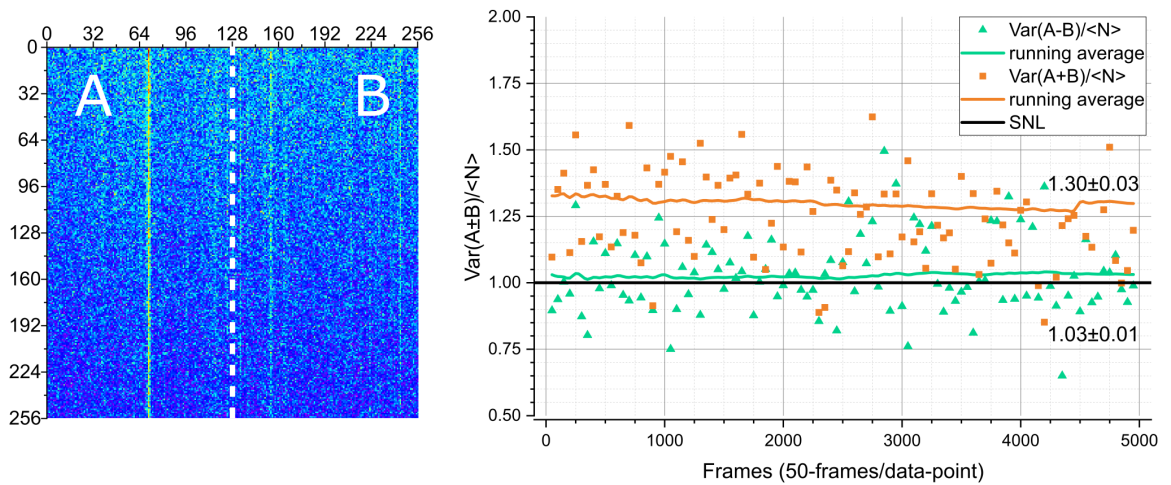 0 32 64 96 128 160 192 224 256
0
32
64
96
128
160
192
224
256
A
B
2.00
1.75
1.50
1.25
1.00
0.75
0.50
Var(A±B)/<N>
Var(A-B)/<N>
running average
Var(A+B)/<N>
running average
SNL
1.30±0.03
1.03±0.01
0 1000 2000 3000 4000 5000
Frames (50-frames/data-point)